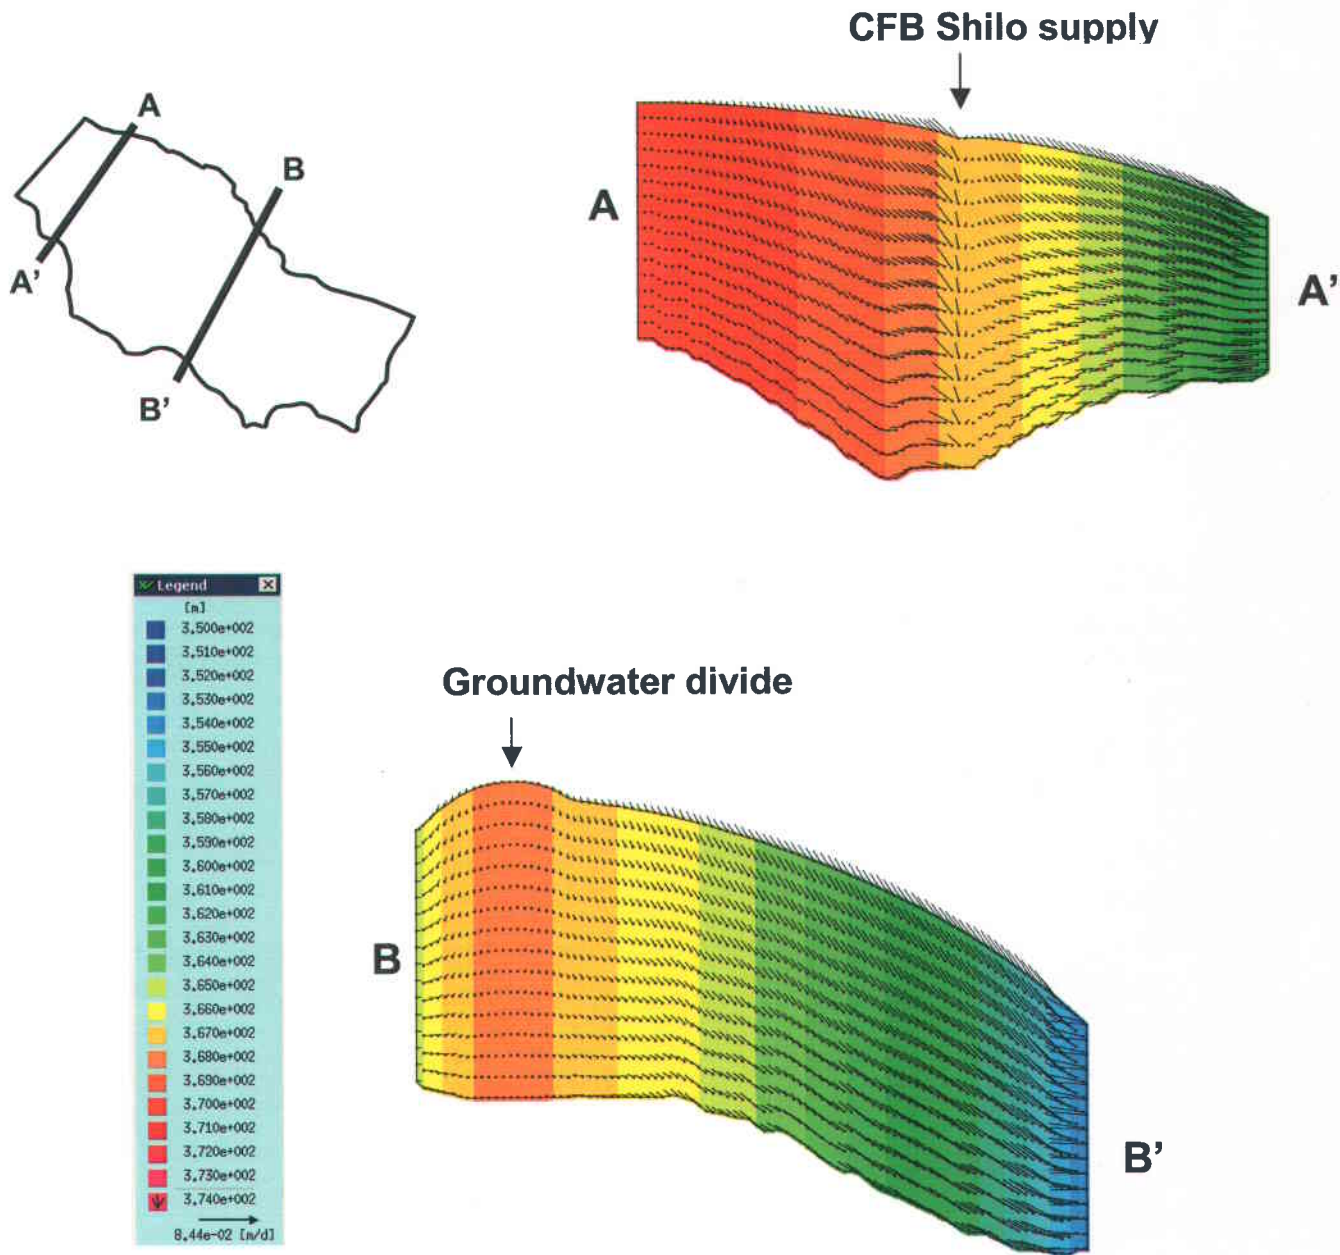 CFB Shilo supply
A
B
A'
B'
A
A'
Legend
[m]
3.500e+002
3.510e+002
3.520e+002
3.530e+002
3.540e+002
3.550e+002
3.560e+002
3.570e+002
3.580e+002
3.590e+002
3.600e+002
3.610e+002
3.620e+002
3.630e+002
3.640e+002
3.650e+002
3.660e+002
3.670e+002
3.680e+002
3.690e+002
3.700e+002
3.710e+002
3.720e+002
3.730e+002
3.740e+002
8.44e-02 [m/d]
Groundwater divide
B
B'